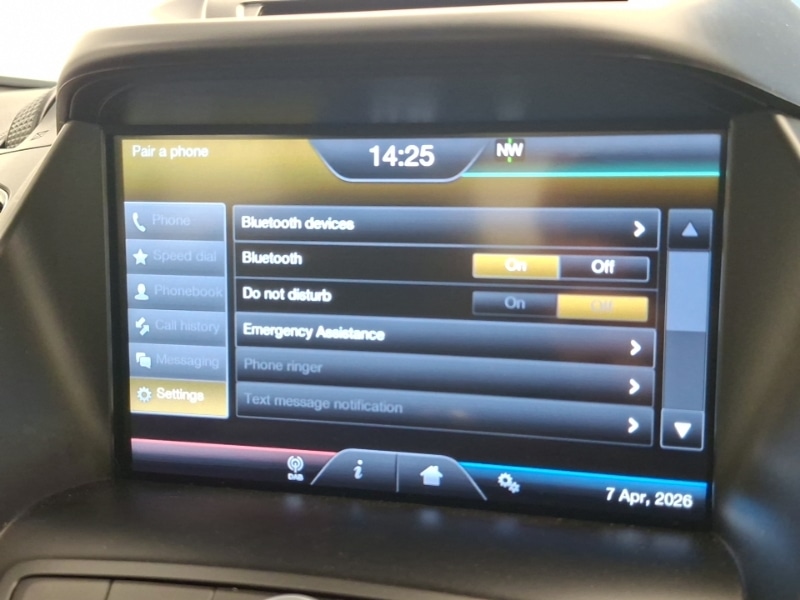 Pair a phone
14:25
NW
Phone
Speed dial
Phonebook
Call history
Messaging
Settings
Bluetooth devices
Bluetooth
On Off
Do not disturb
On Off
Emergency Assistance
Phone ringer
Text message notification
DAB
i
7 Apr, 2026